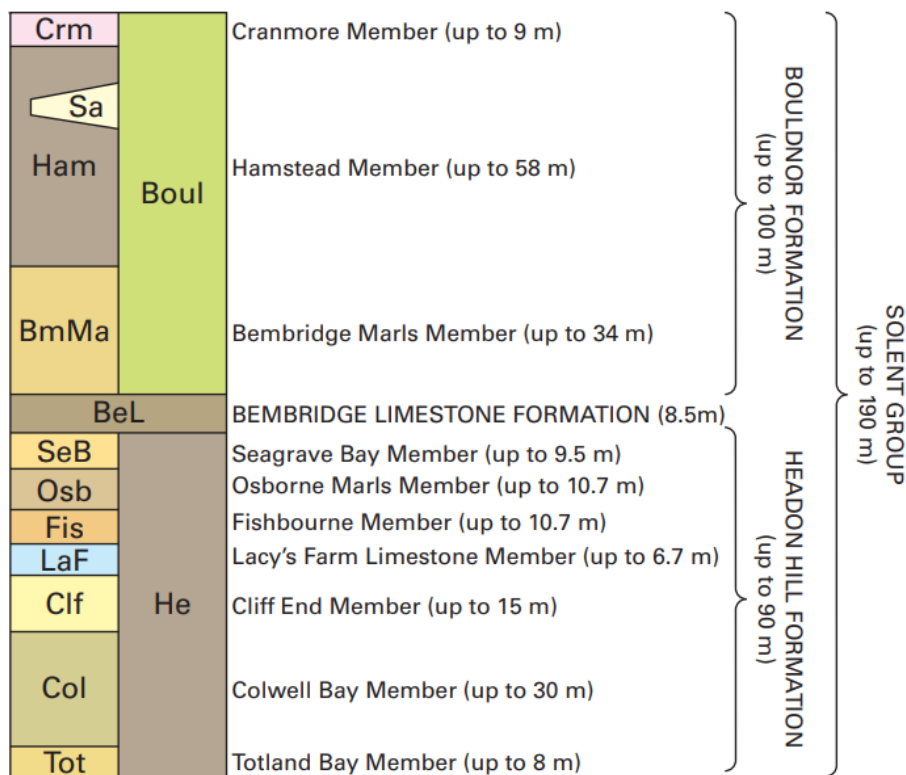 Crm
Cranmore Member (up to 9 m)
Sa
Ham
Boul
Hamstead Member (up to 58 m)
BmMa
Bembridge Marls Member (up to 34 m)
BeL
BEMBRIDGE LIMESTONE FORMATION (8.5m)
SeB
Seagrave Bay Member (up to 9.5 m)
Osb
Osborne Marls Member (up to 10.7 m)
Fis
Fishbourne Member (up to 10.7 m)
LaF
Lacy's Farm Limestone Member (up to 6.7 m)
Clf
He
Cliff End Member (up to 15 m)
Col
Colwell Bay Member (up to 30 m)
Tot
Totland Bay Member (up to 8 m)
BOULDNOR FORMATION
(up to 100 m)
HEADON HILL FORMATION
(up to 90 m)
SOLENT GROUP
(up to 190 m)